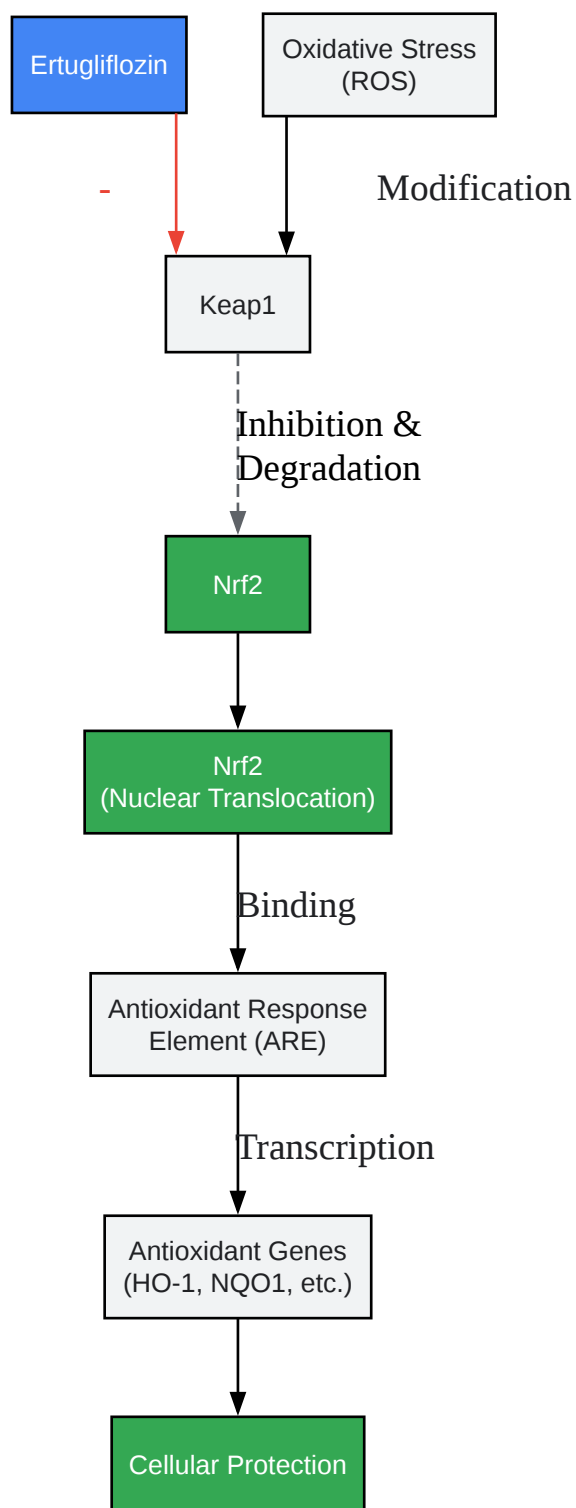 Ertugliflozin
Oxidative Stress
(ROS)
-
Modification
Keap1
Inhibition &
Degradation
Nrf2
Nrf2
(Nuclear Translocation)
Binding
Antioxidant Response
Element (ARE)
Transcription
Antioxidant Genes
(HO-1, NQO1, etc.)
Cellular Protection